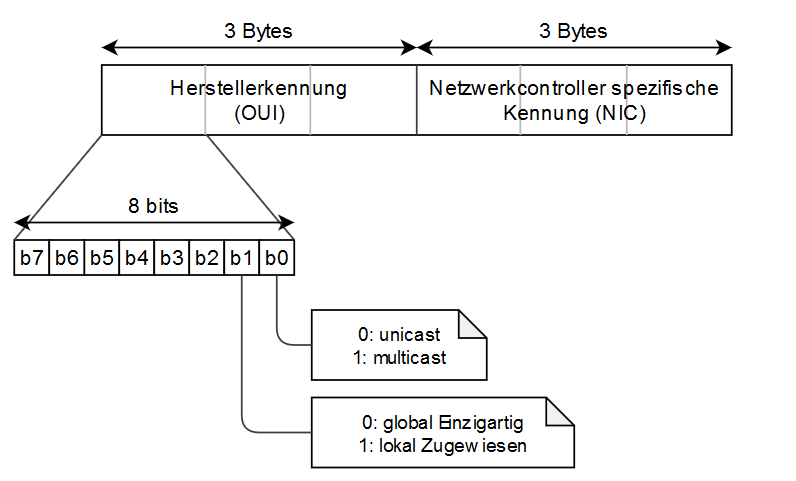 3 Bytes 3 Bytes
Herstellerkennung Netzwerkcontroller spezifische
(OUI) Kennung (NIC)
8 bits
b7 b6 b5 b4 b3 b2 b1 b0
0: unicast
1: multicast
0: global Einzigartig
1: lokal Zugewiesen